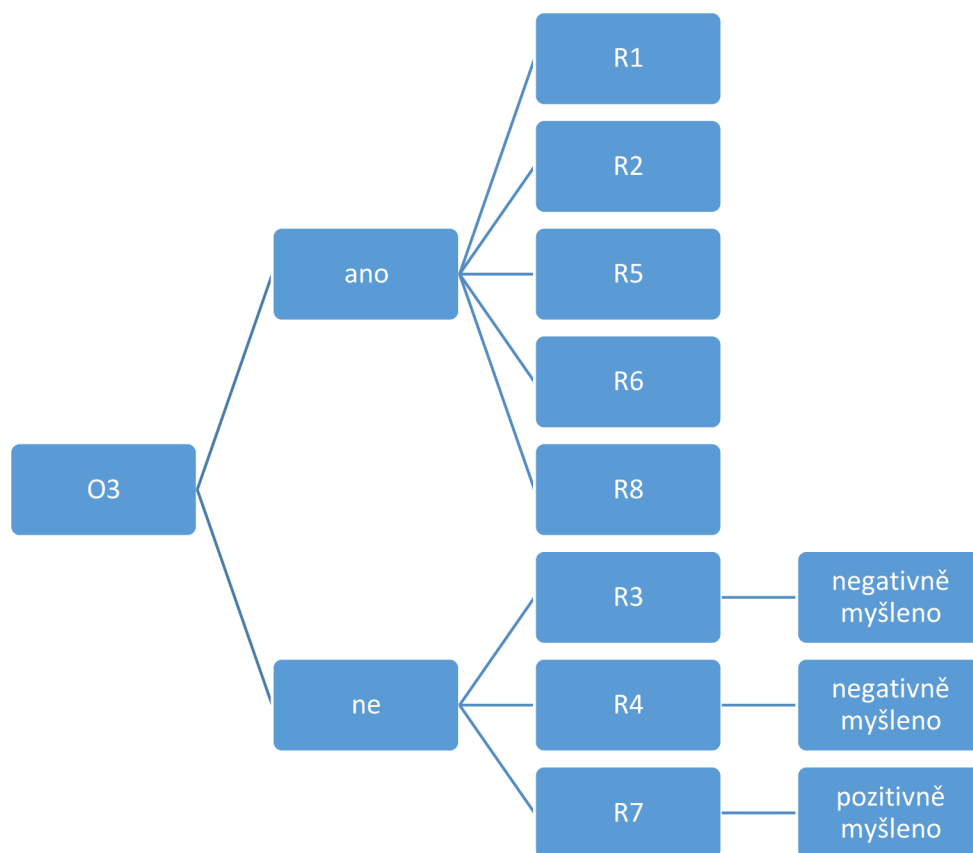 R1
R2
ano
R5
R6
O3
R8
R3
negativně
myšleno
ne
R4
negativně
myšleno
R7
pozitivně
myšleno